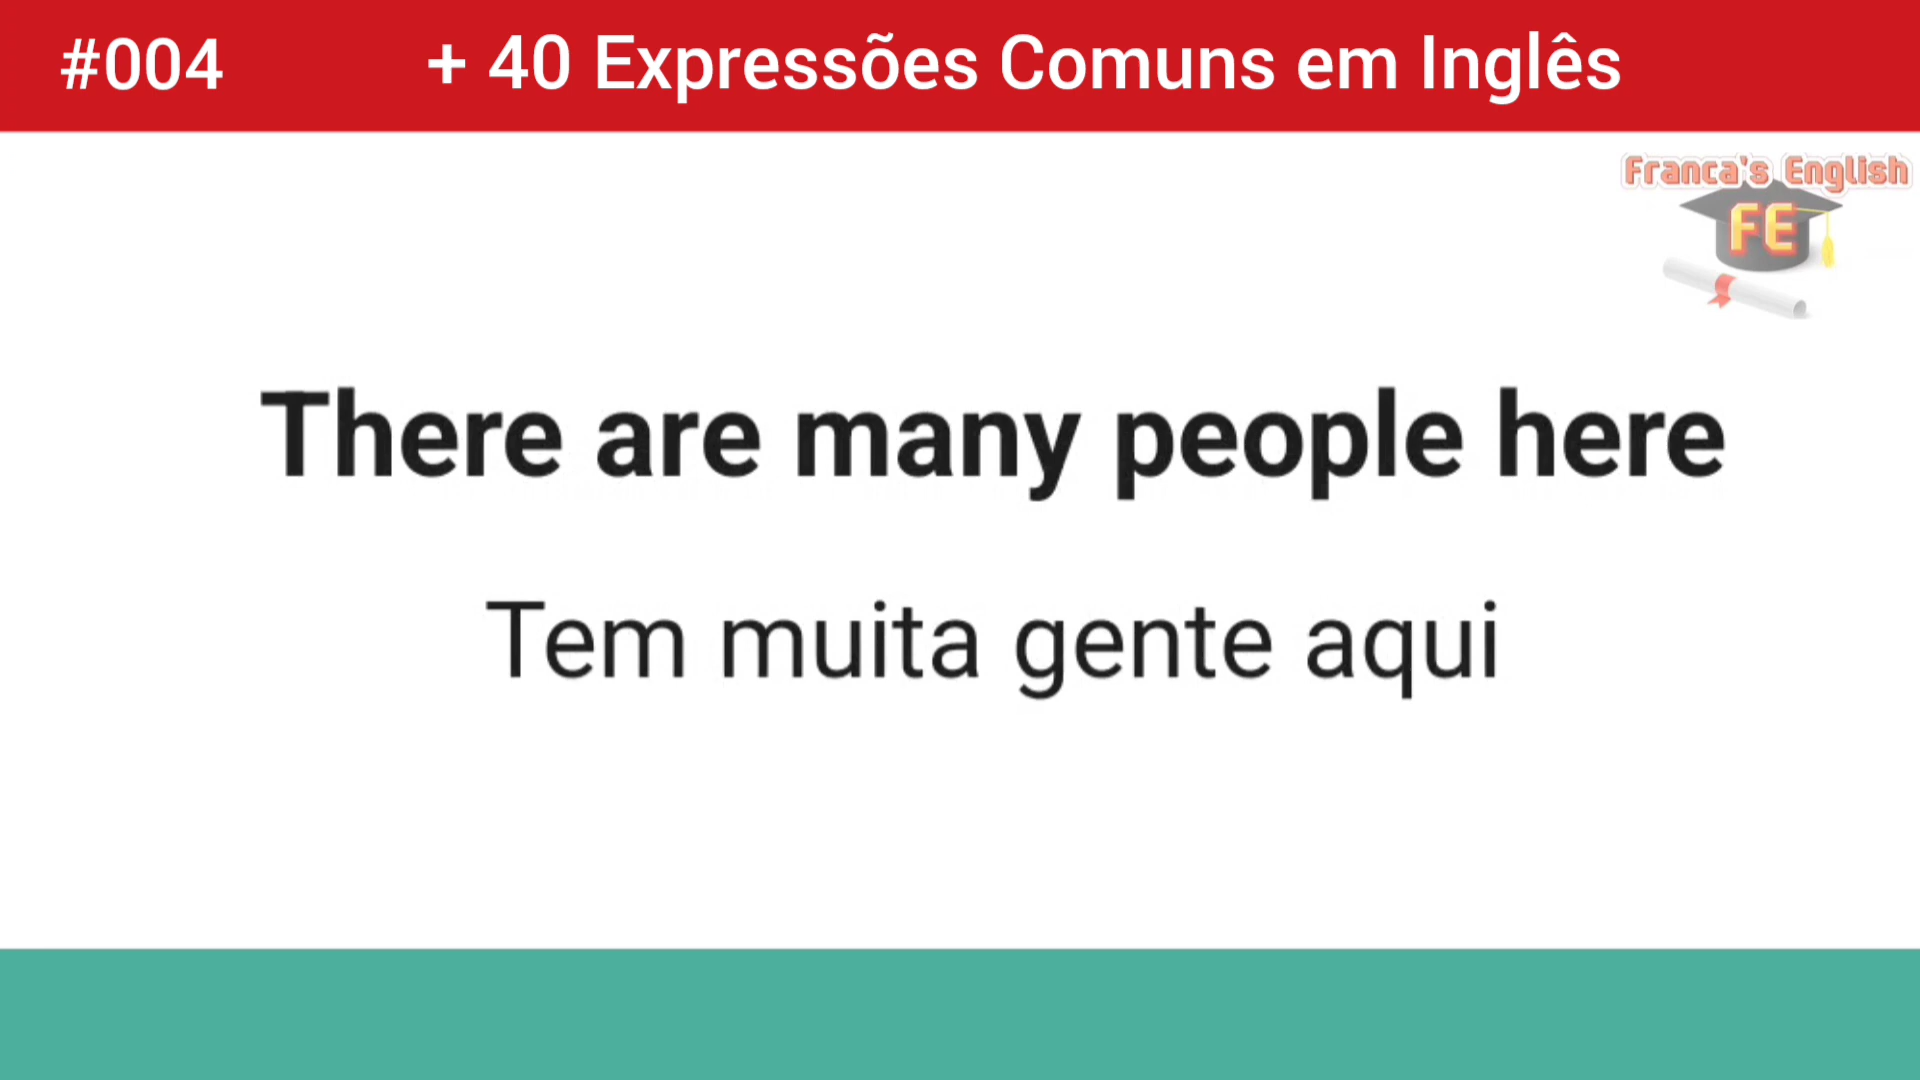 #004 + 40 Expressões Comuns em Inglês
Franca's English
FE
There are many people here
Tem muita gente aqui